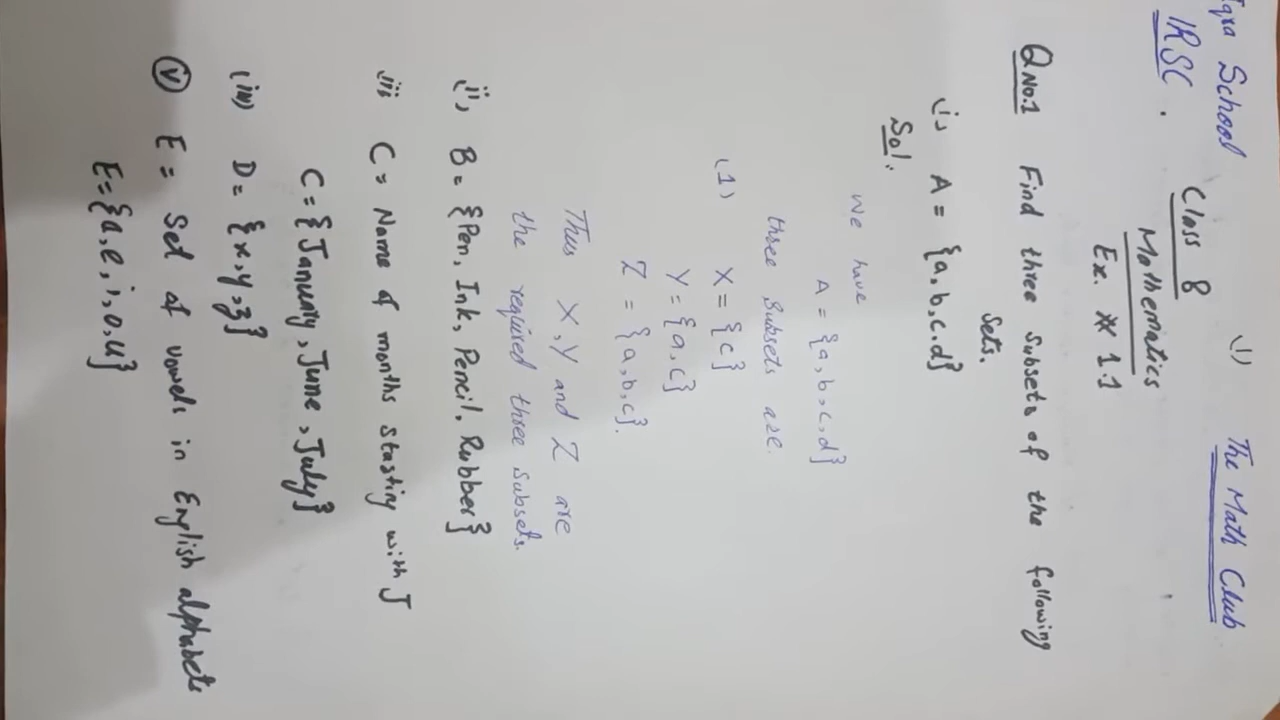 Iqra School (1) The Math Club
IRSC. Class 8
Mathematics
Ex. 1.1
Q No.1 Find three Subsets of the following
Sets.
(i) A = {a, b, c. d}
Sol:
We have
A = {a, b, c, d}
three Subsets are.
(1) X = {c}
Y = {a, c}
Z = {a, b, c}.
Thus X, Y and Z are
the required three subsets.
(ii) B = {Pen, Ink, Pencil, Rubber}
iii C = Name of months starting with J
C = {January, June, July}
(iv) D = {x, y, z}
(v) E = Set of vowels in English alphabets
E = {a, e, i, o, u}